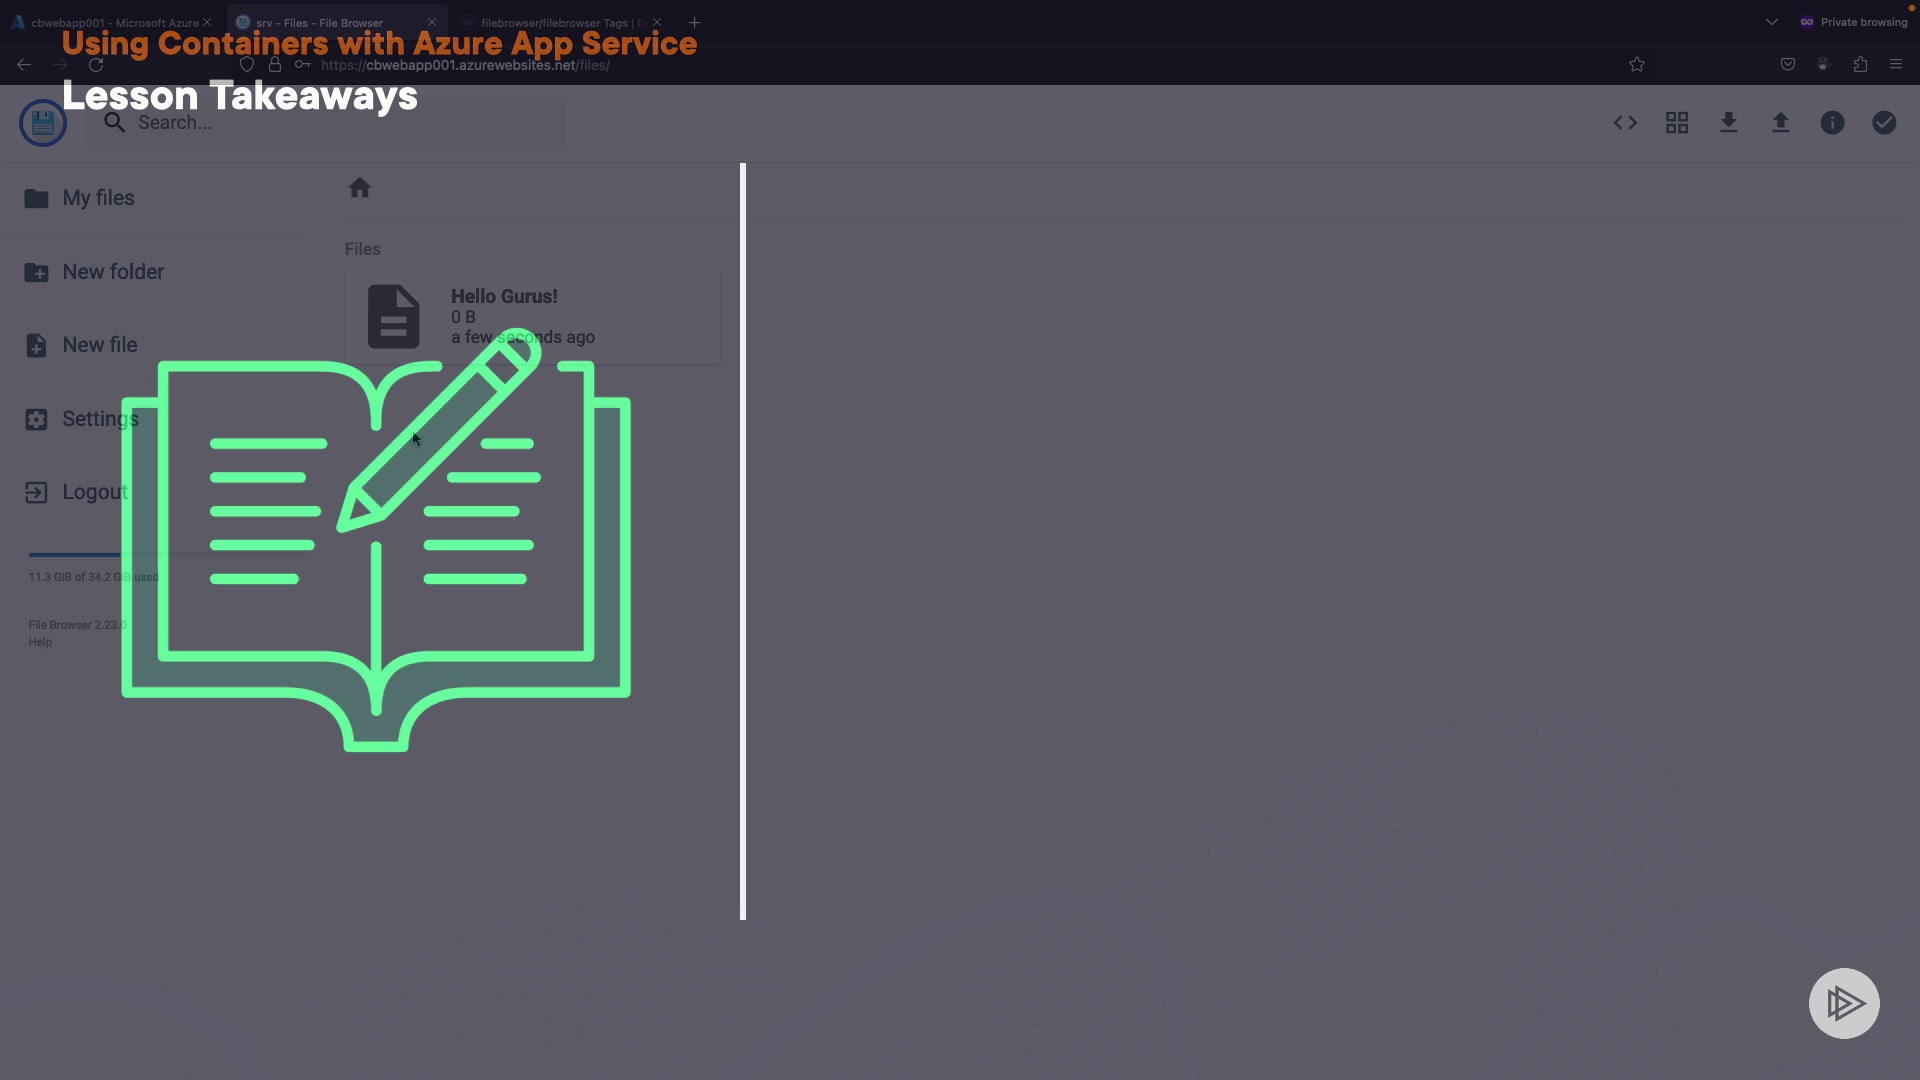 cbwebapp001 - Microsoft Azure
srv - Files - File Browser
filebrowser/filebrowser Tags | D
Private browsing
Using Containers with Azure App Service
https://cbwebapp001.azurewebsites.net/files/
Lesson Takeaways
Search...
My files
New folder
New file
Settings
Logout
11.3 GiB of 34.2 GiB used
File Browser 2.23.0
Help
Files
Hello Gurus!
0 B
a few seconds ago